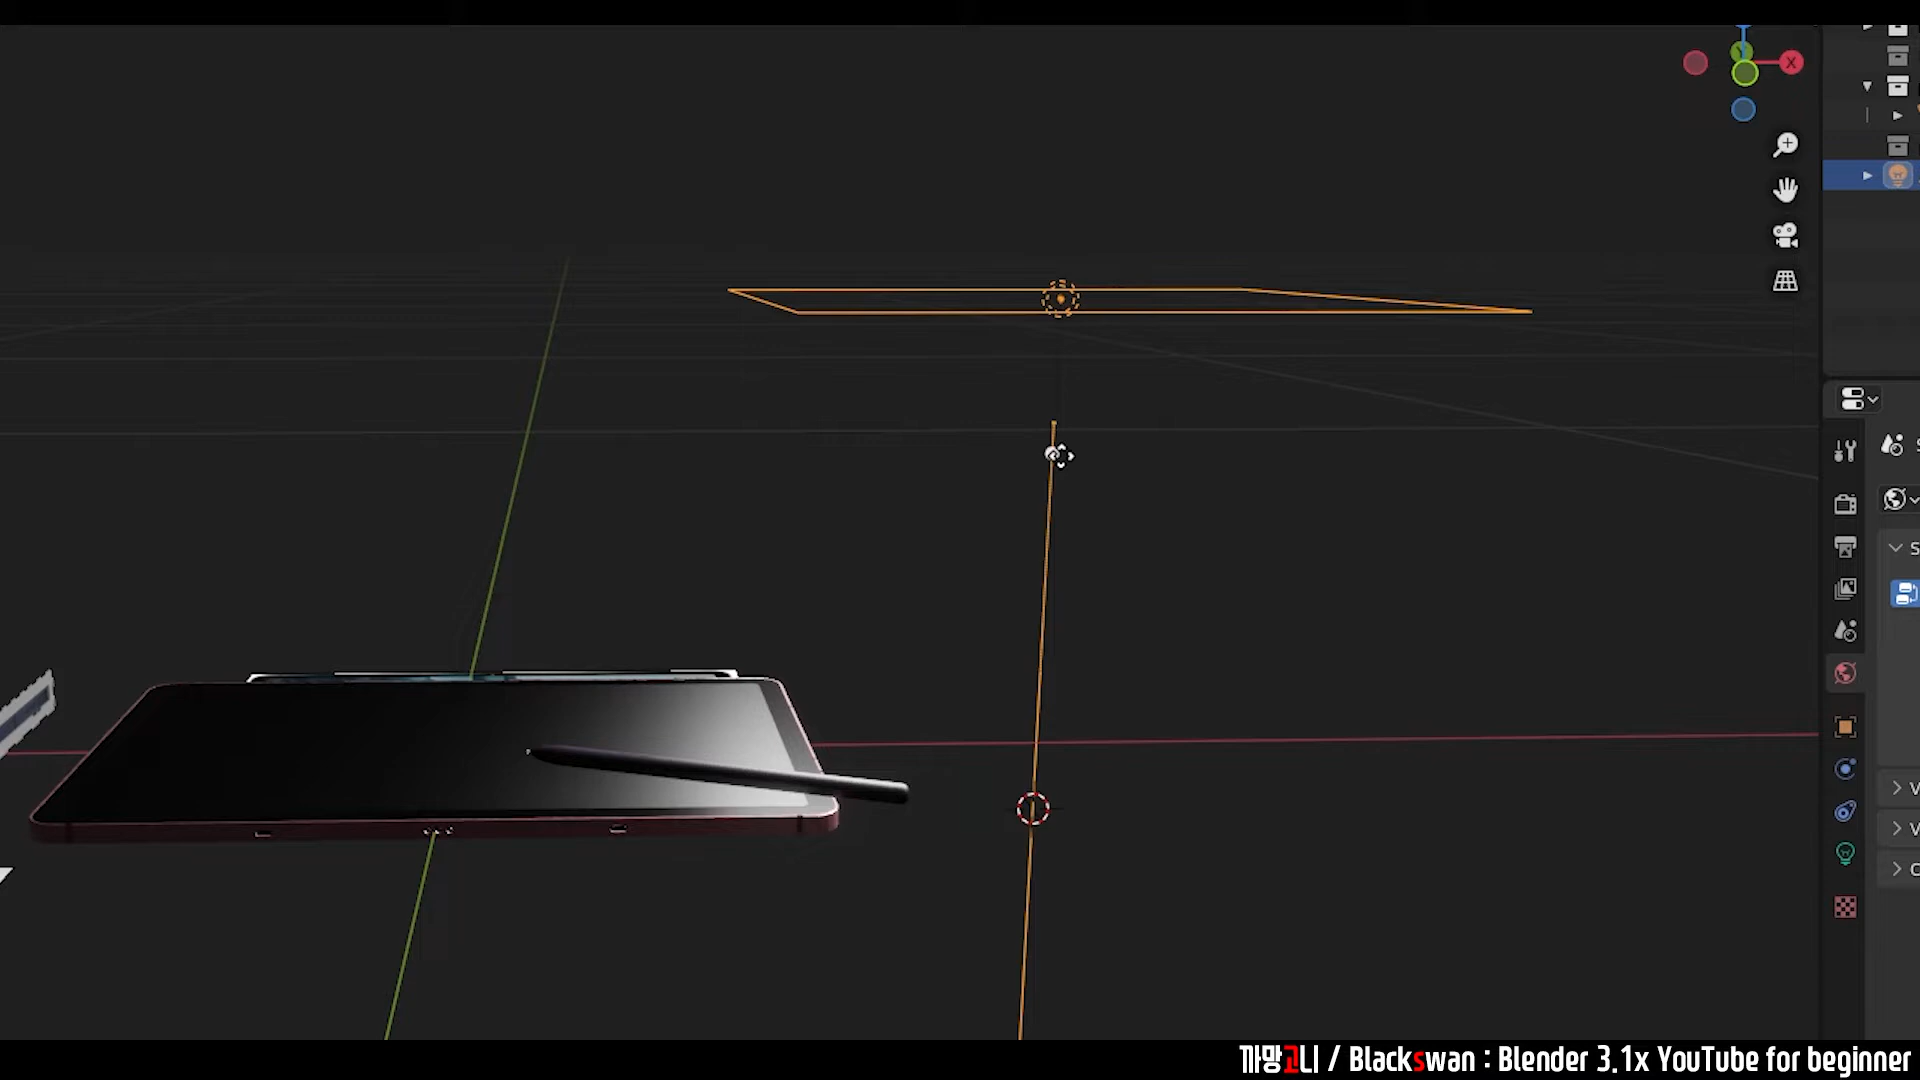 X
S
S
V
V
C
까망고니 / Blackswan : Blender 3.1x YouTube for beginner